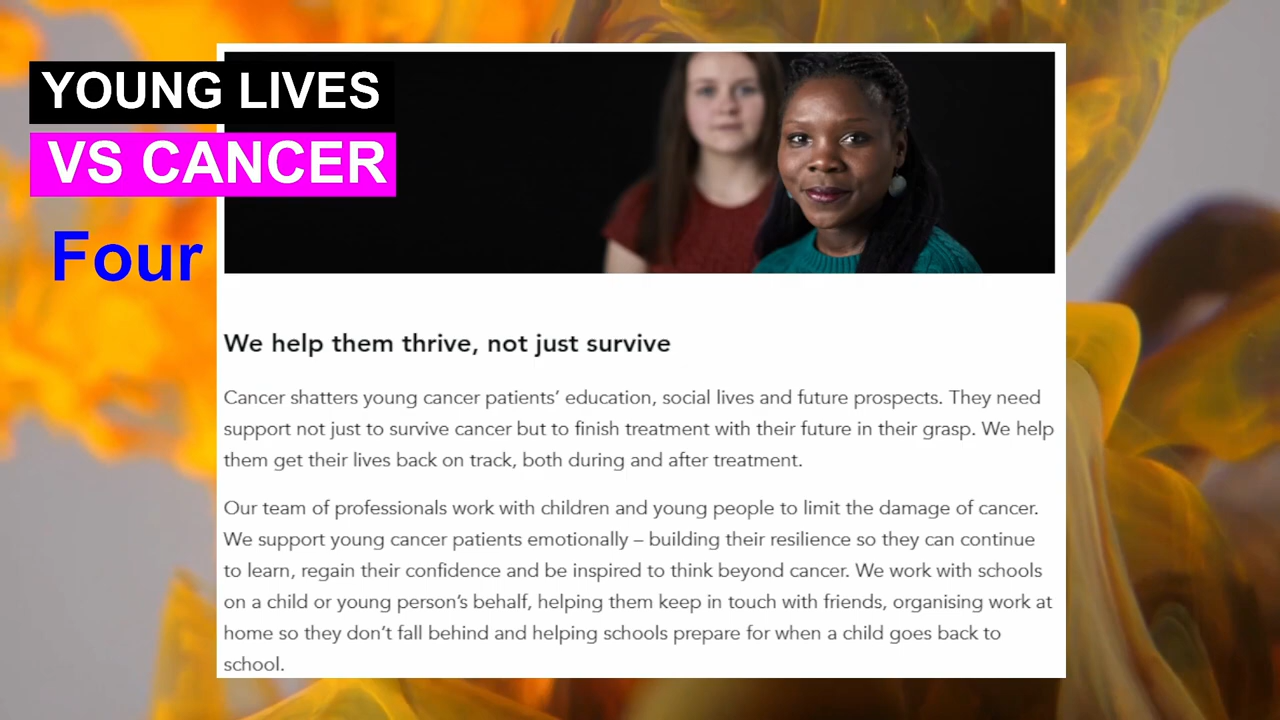 YOUNG LIVES
VS CANCER
Four
We help them thrive, not just survive
Cancer shatters young cancer patients’ education, social lives and future prospects. They need
support not just to survive cancer but to finish treatment with their future in their grasp. We help
them get their lives back on track, both during and after treatment.
Our team of professionals work with children and young people to limit the damage of cancer.
We support young cancer patients emotionally – building their resilience so they can continue
to learn, regain their confidence and be inspired to think beyond cancer. We work with schools
on a child or young person’s behalf, helping them keep in touch with friends, organising work at
home so they don’t fall behind and helping schools prepare for when a child goes back to
school.